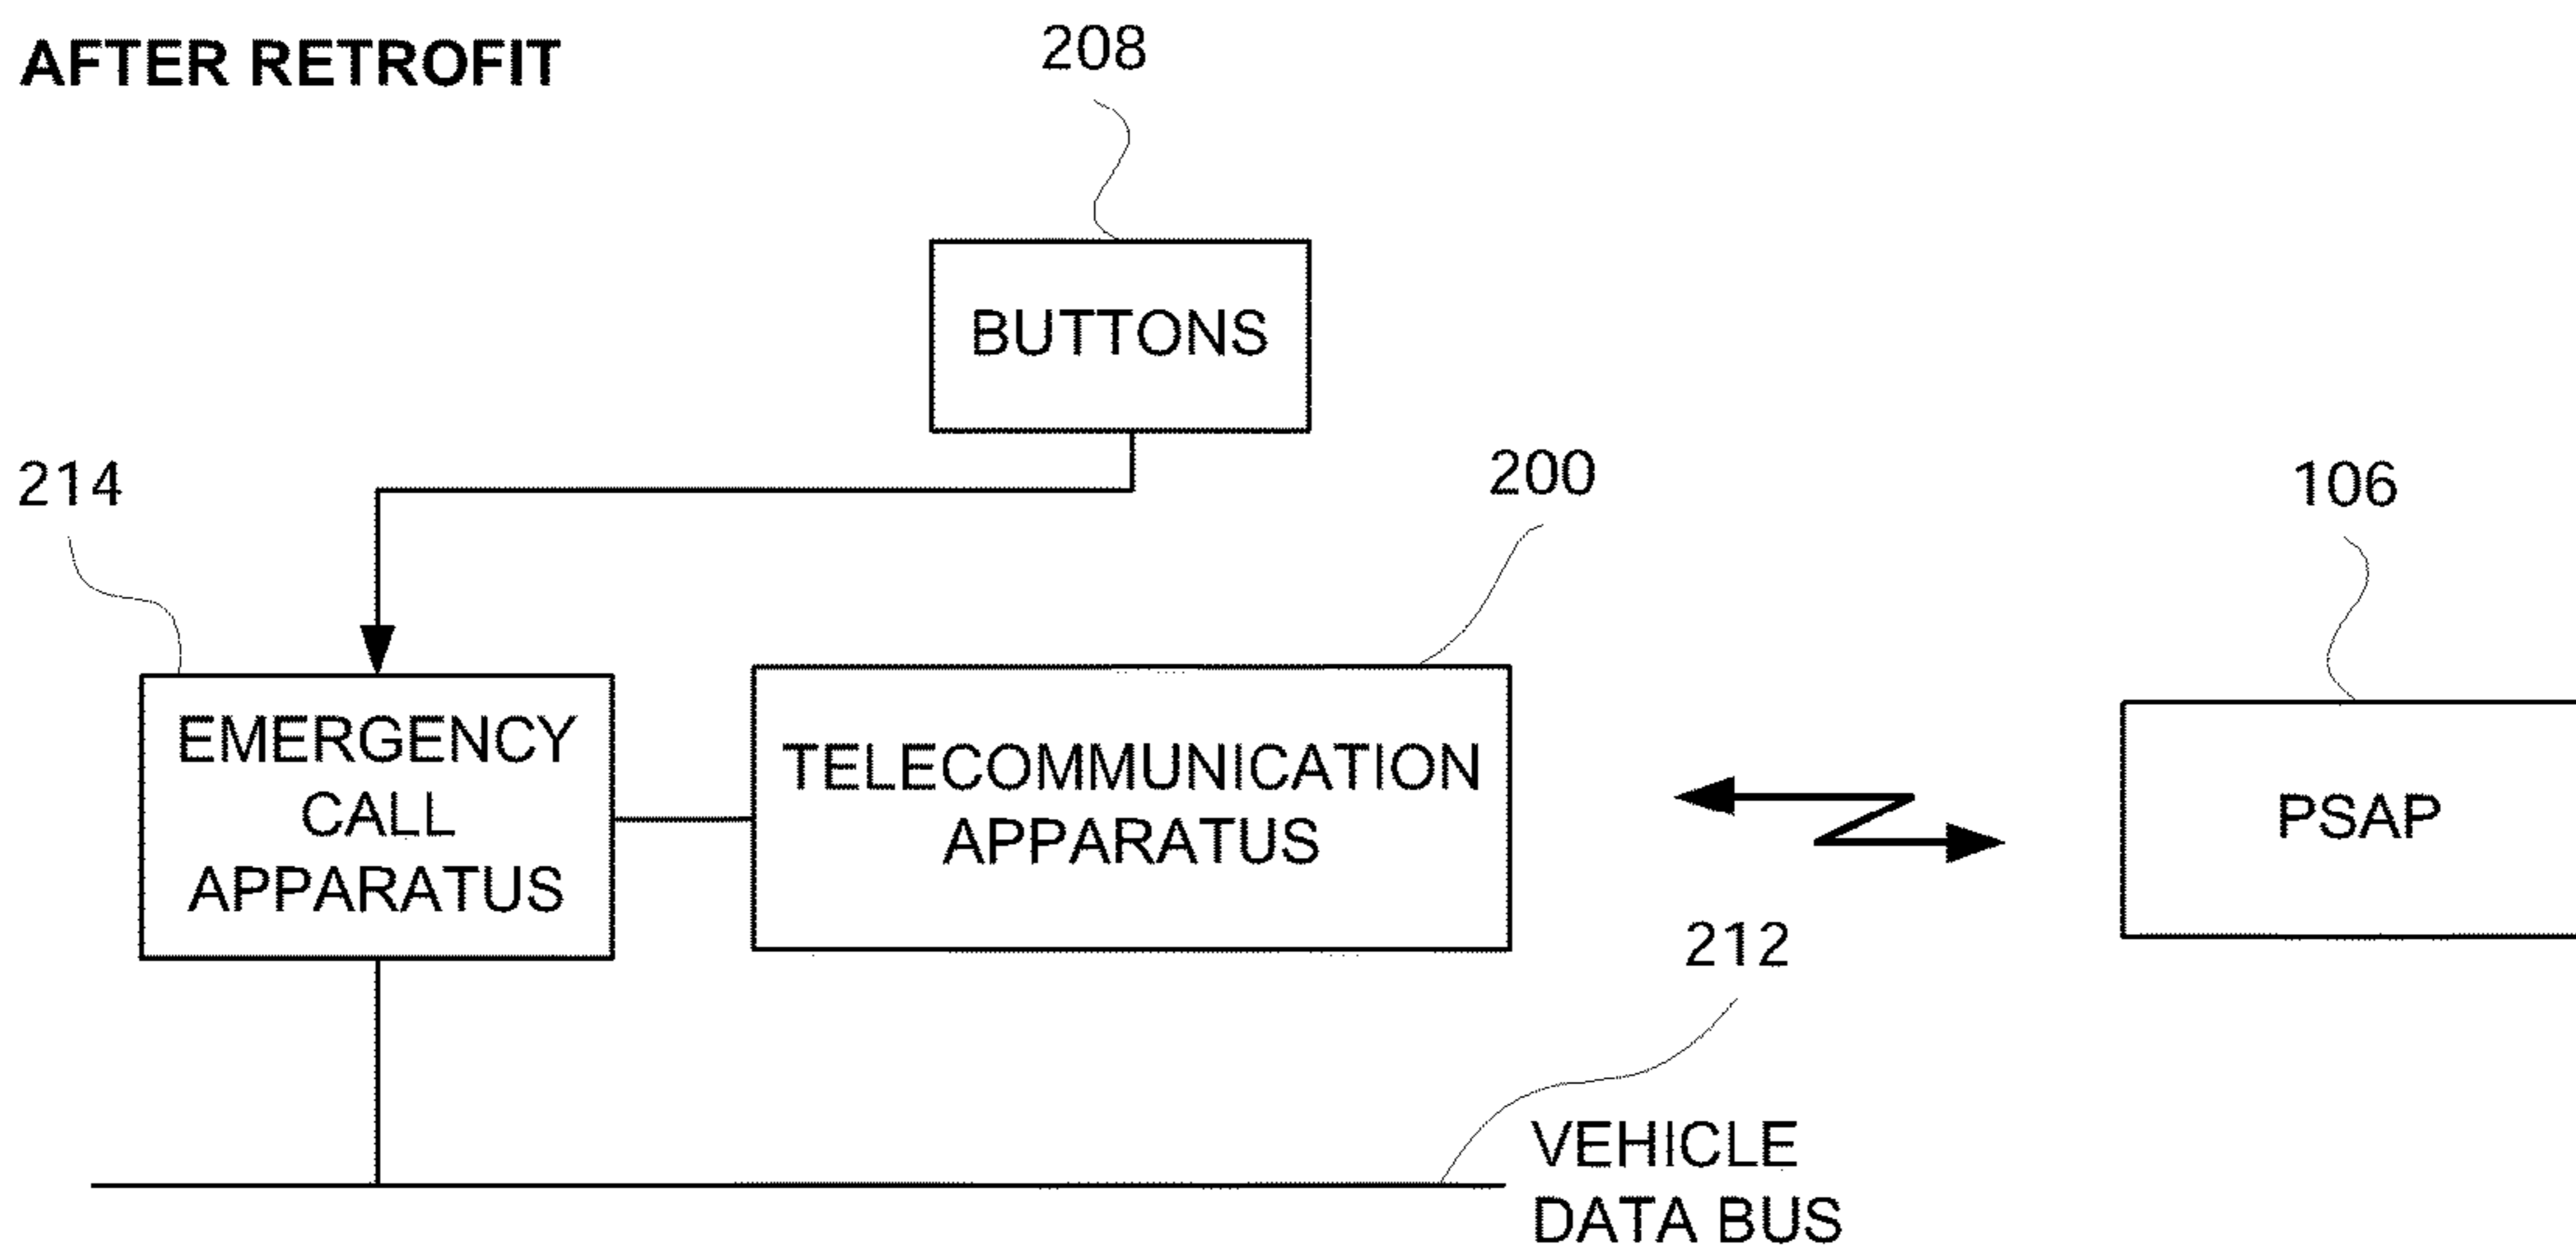 AFTER RETROFIT
208
BUTTONS
214
200
106
EMERGENCY
CALL
APPARATUS
TELECOMMUNICATION
APPARATUS
PSAP
212
VEHICLE
DATA BUS